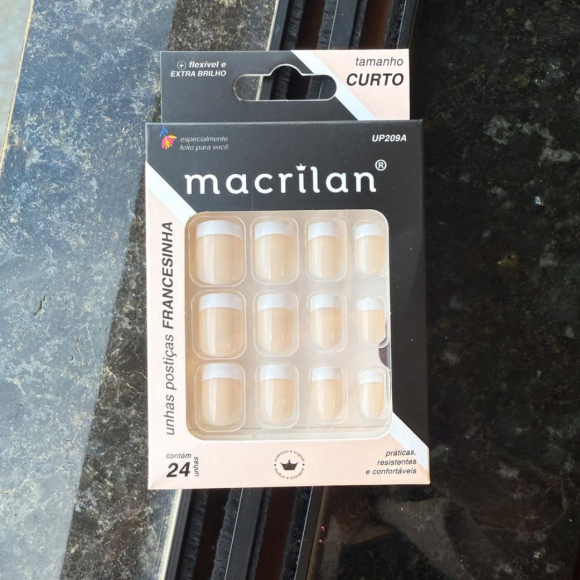 + flexível e
EXTRA BRILHO
tamanho
CURTO
especialmente
feito para você
UP209A
macrilan®
unhas postiças FRANCESINHA
contém
24 unhas
práticas,
resistentes
e confortáveis